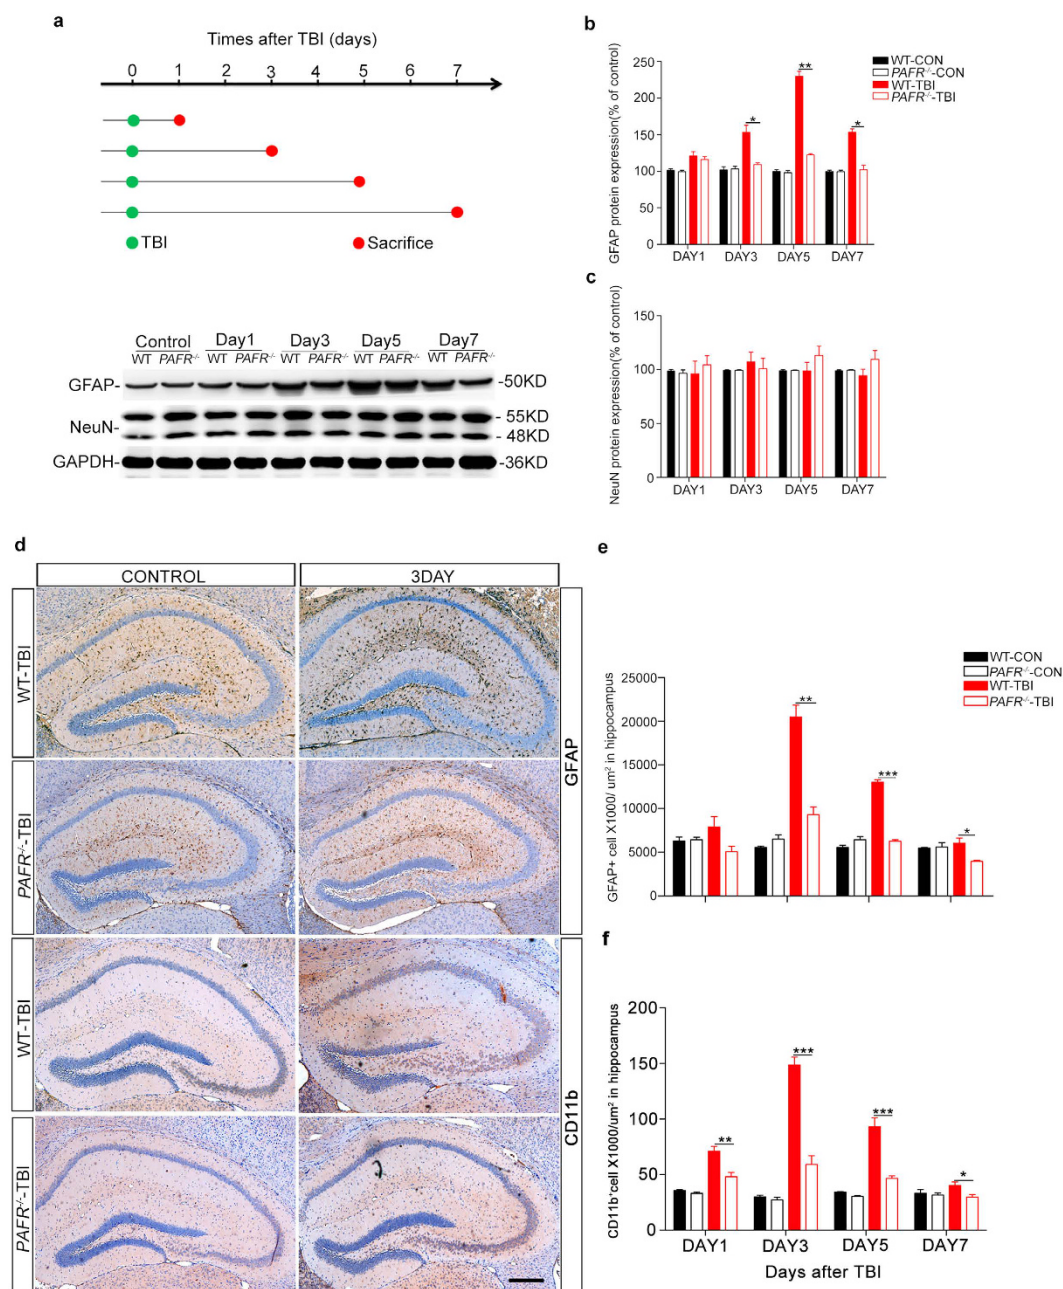 a
Times after TBI (days)
0 1 2 3 4 5 6 7
TBI Sacrifice
Control Day1 Day3 Day5 Day7
WT PAFR-/- WT PAFR-/- WT PAFR-/- WT PAFR-/- WT PAFR-/-
GFAP- -50KD
NeuN- - 55KD
- 48KD
GAPDH- -36KD
b
WT-CON
PAFR-/--CON
WT-TBI
PAFR-/--TBI
GFAP protein expression(% of control)
250
200
150
100
50
0
* ** *
DAY1 DAY3 DAY5 DAY7
c
NeuN protein expression(% of control)
150
100
50
0
DAY1 DAY3 DAY5 DAY7
d
CONTROL 3DAY
WT-TBI
PAFR-/--TBI
GFAP
WT-TBI
PAFR-/--TBI
CD11b
e
WT-CON
PAFR-/--CON
WT-TBI
PAFR-/--TBI
GFAP+ cell X1000/ um² in hippocampus
25000
20000
15000
10000
5000
0
** *** *
f
CD11b+cell X1000/um² in hippocampus
200
150
100
50
0
** *** *** *
DAY1 DAY3 DAY5 DAY7
Days after TBI